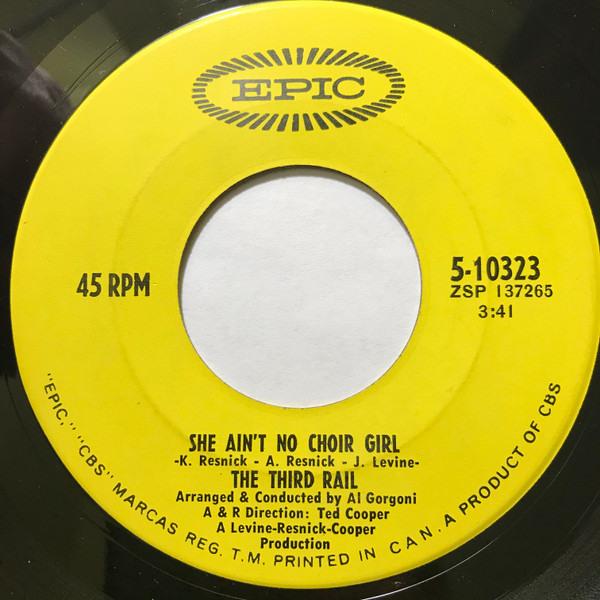 EPIC
45 RPM
5-10323
ZSP 137265
3:41
SHE AIN'T NO CHOIR GIRL
-K. Resnick - A. Resnick - J. Levine-
THE THIRD RAIL
Arranged & Conducted by Al Gorgoni
A & R Direction: Ted Cooper
A Levine-Resnick-Cooper
Production
"EPIC," "CBS" MARCAS REG. T.M. PRINTED IN CAN. A PRODUCT OF CBS